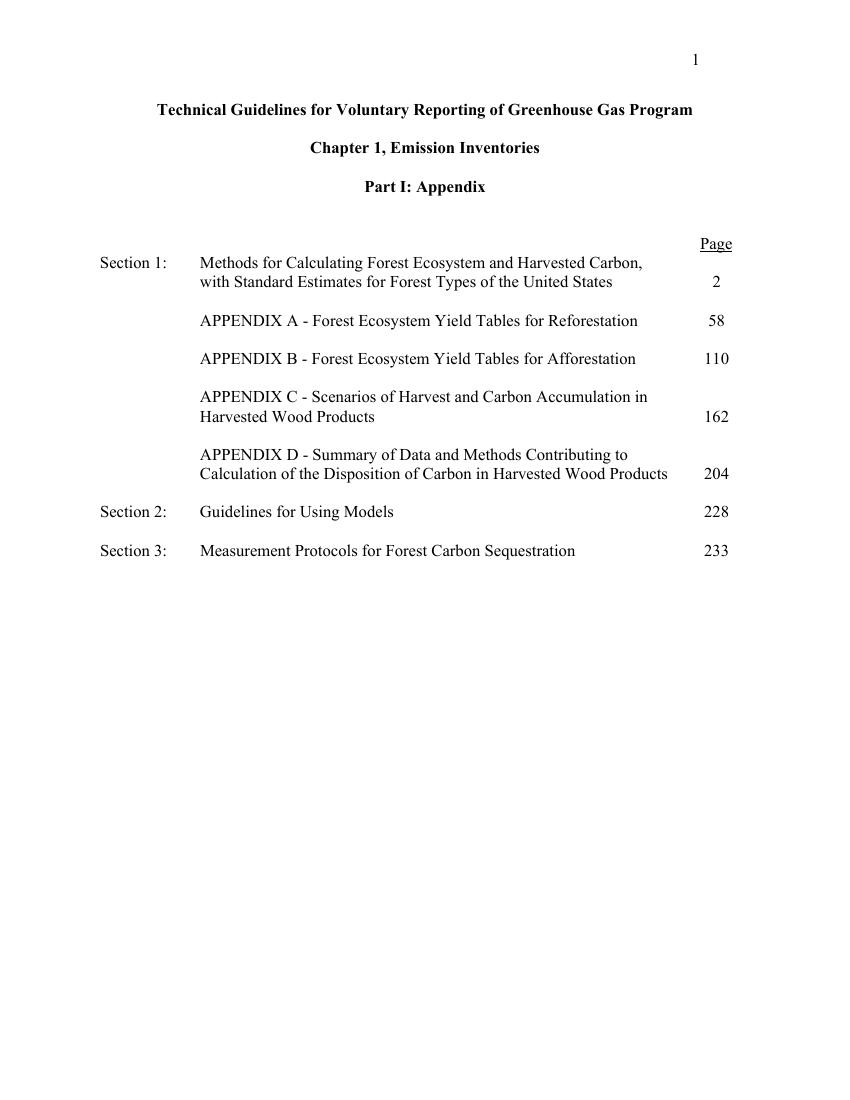 1
Technical Guidelines for Voluntary Reporting of Greenhouse Gas Program
Chapter 1, Emission Inventories
Part I: Appendix
Page
Section 1: Methods for Calculating Forest Ecosystem and Harvested Carbon,
with Standard Estimates for Forest Types of the United States 2
APPENDIX A - Forest Ecosystem Yield Tables for Reforestation 58
APPENDIX B - Forest Ecosystem Yield Tables for Afforestation 110
APPENDIX C - Scenarios of Harvest and Carbon Accumulation in
Harvested Wood Products 162
APPENDIX D - Summary of Data and Methods Contributing to
Calculation of the Disposition of Carbon in Harvested Wood Products 204
Section 2: Guidelines for Using Models 228
Section 3: Measurement Protocols for Forest Carbon Sequestration 233